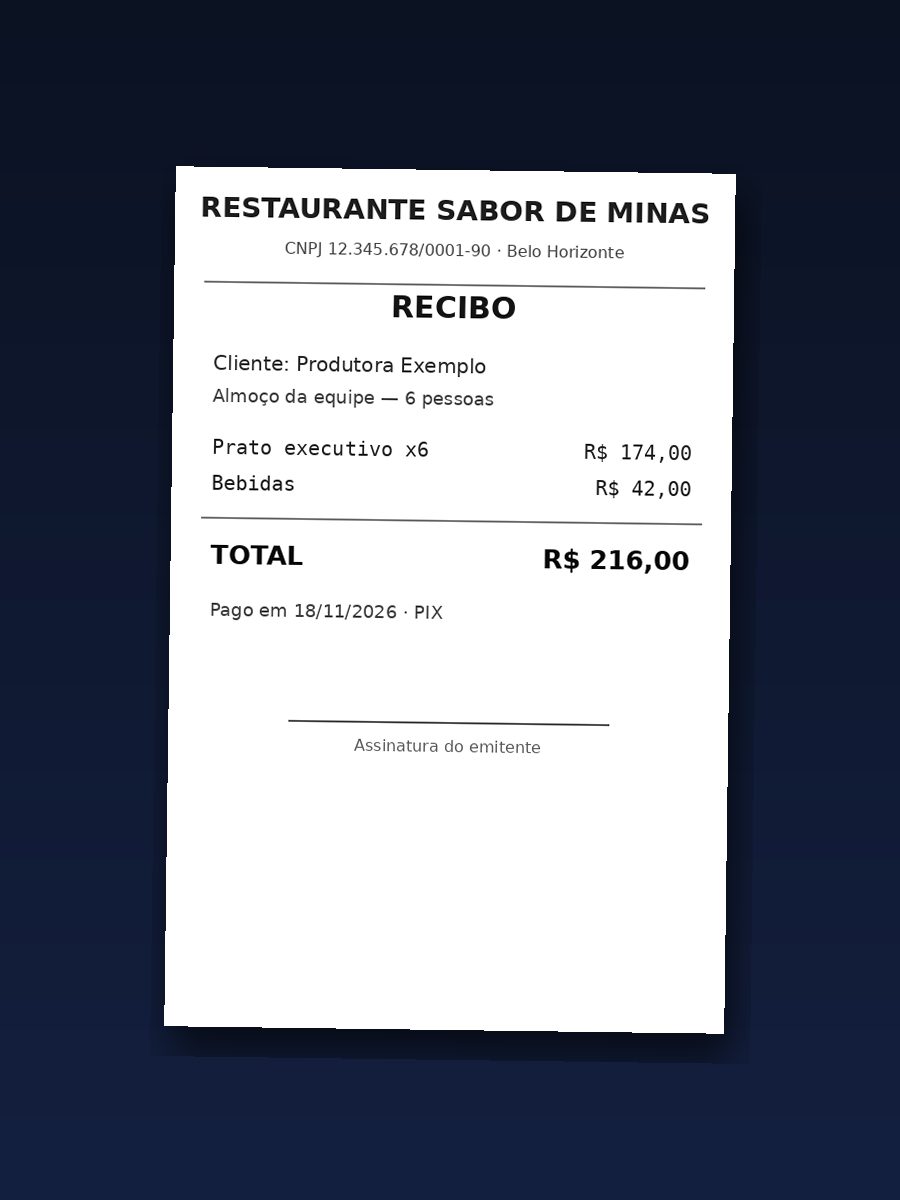 RESTAURANTE SABOR DE MINAS
CNPJ 12.345.678/0001-90 · Belo Horizonte
RECIBO
Cliente: Produtora Exemplo
Almoço da equipe — 6 pessoas
Prato executivo x6 R$ 174,00
Bebidas R$ 42,00
TOTAL R$ 216,00
Pago em 18/11/2026 · PIX
Assinatura do emitente